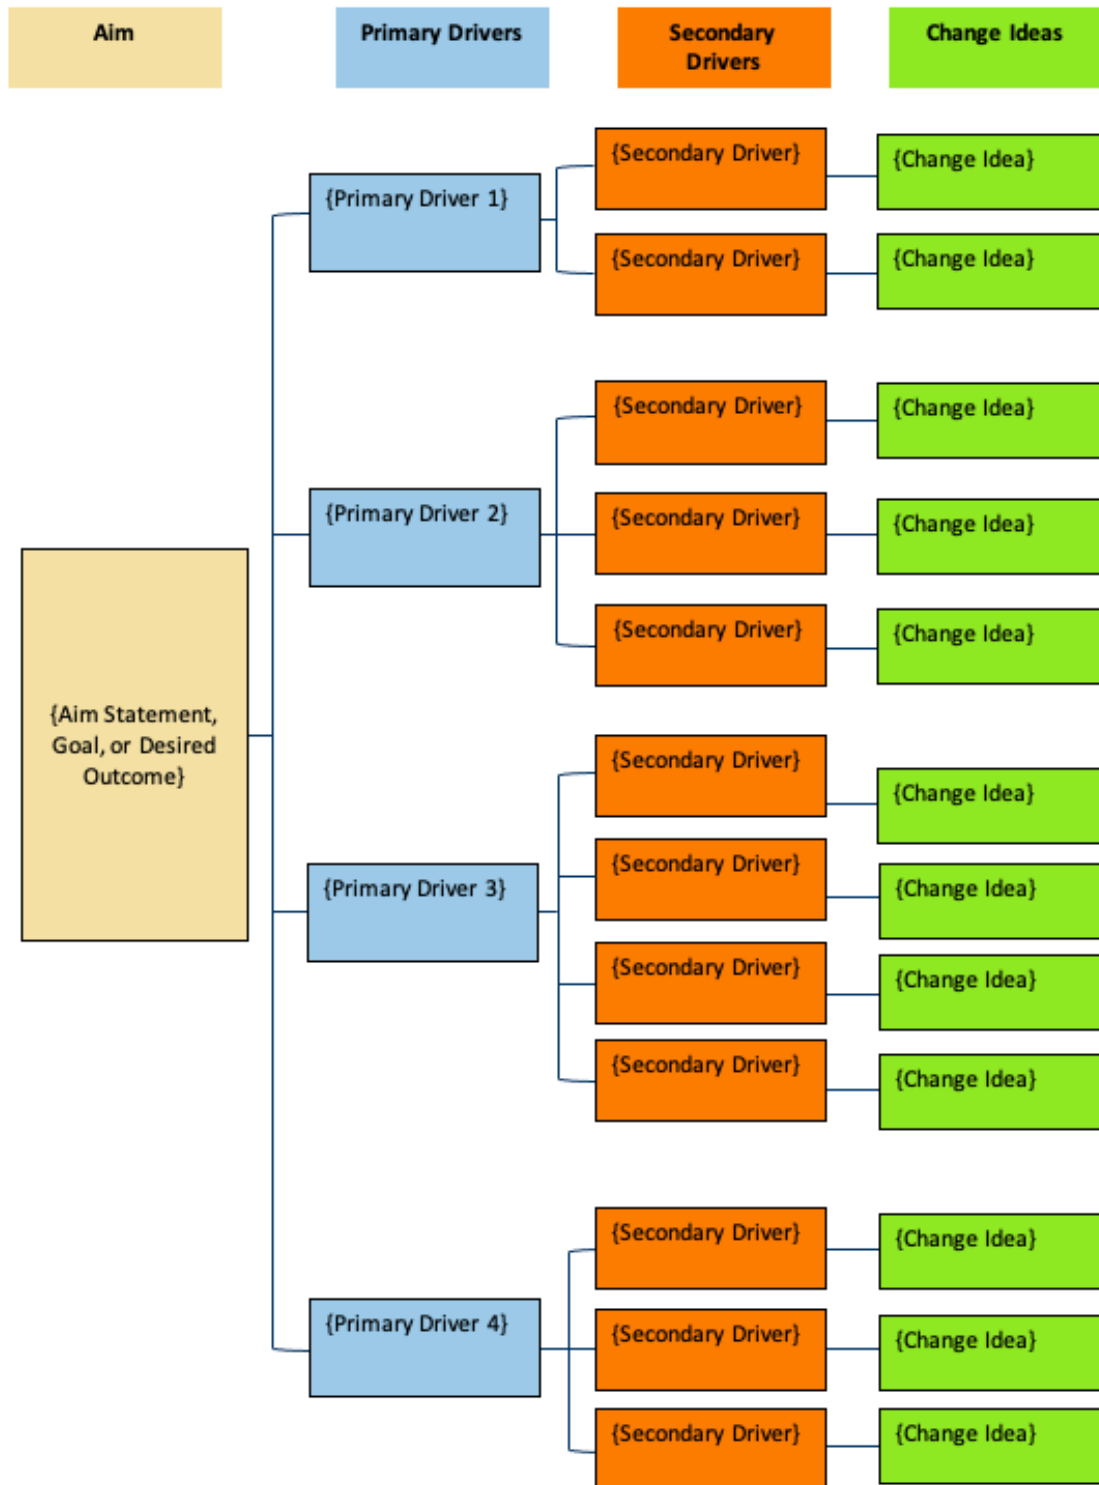 Aim
Primary Drivers
Secondary
Drivers
Change Ideas
{Primary Driver 1}
{Secondary Driver}
{Change Idea}
{Secondary Driver}
{Change Idea}
{Primary Driver 2}
{Secondary Driver}
{Change Idea}
{Secondary Driver}
{Change Idea}
{Secondary Driver}
{Change Idea}
{Aim Statement,
Goal, or Desired
Outcome}
{Primary Driver 3}
{Secondary Driver}
{Change Idea}
{Secondary Driver}
{Change Idea}
{Secondary Driver}
{Change Idea}
{Secondary Driver}
{Change Idea}
{Primary Driver 4}
{Secondary Driver}
{Change Idea}
{Secondary Driver}
{Change Idea}
{Secondary Driver}
{Change Idea}